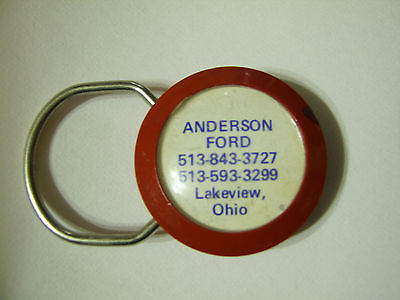 ANDERSON
FORD
513-843-3727
513-593-3299
Lakeview,
Ohio